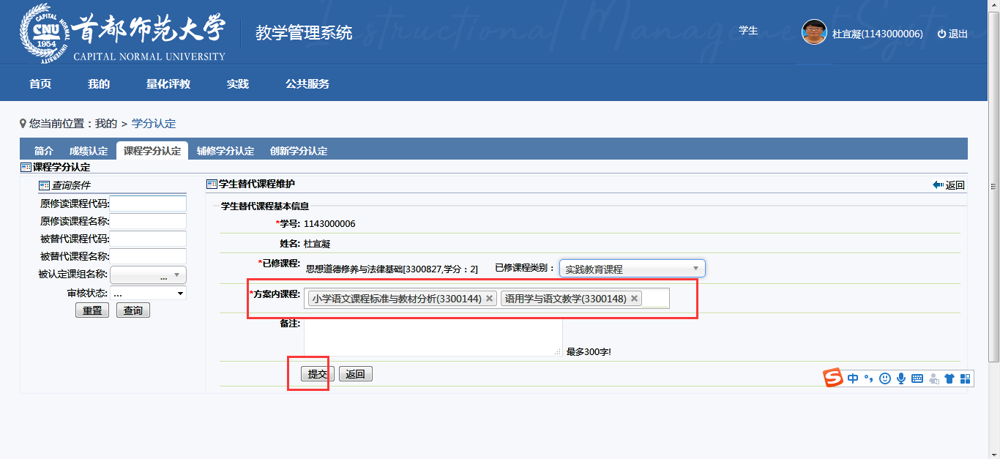 首都师范大学
CAPITAL NORMAL UNIVERSITY
CAPITAL NORMAL UNIVERSITY
CNU
1954
教学管理系统
学生
杜宜凝(1143000006)
退出
首页 我的 量化评教 实践 公共服务
您当前位置：我的 > 学分认定
简介 成绩认定 课程学分认定 辅修学分认定 创新学分认定
课程学分认定
查询条件
原修读课程代码:
原修读课程名称:
被替代课程代码:
被替代课程名称:
被认定课组名称: ...
审核状态: ...
重置 查询
学生替代课程维护 返回
学生替代课程基本信息
*学号: 1143000006
姓名: 杜宜凝
*已修课程: 思想道德修养与法律基础[3300827,学分：2] 已修课程类别： 实践教育课程
*方案内课程: 小学语文课程标准与教材分析(3300144) 语用学与语文教学(3300148)
备注:
最多300字!
提交 返回
中